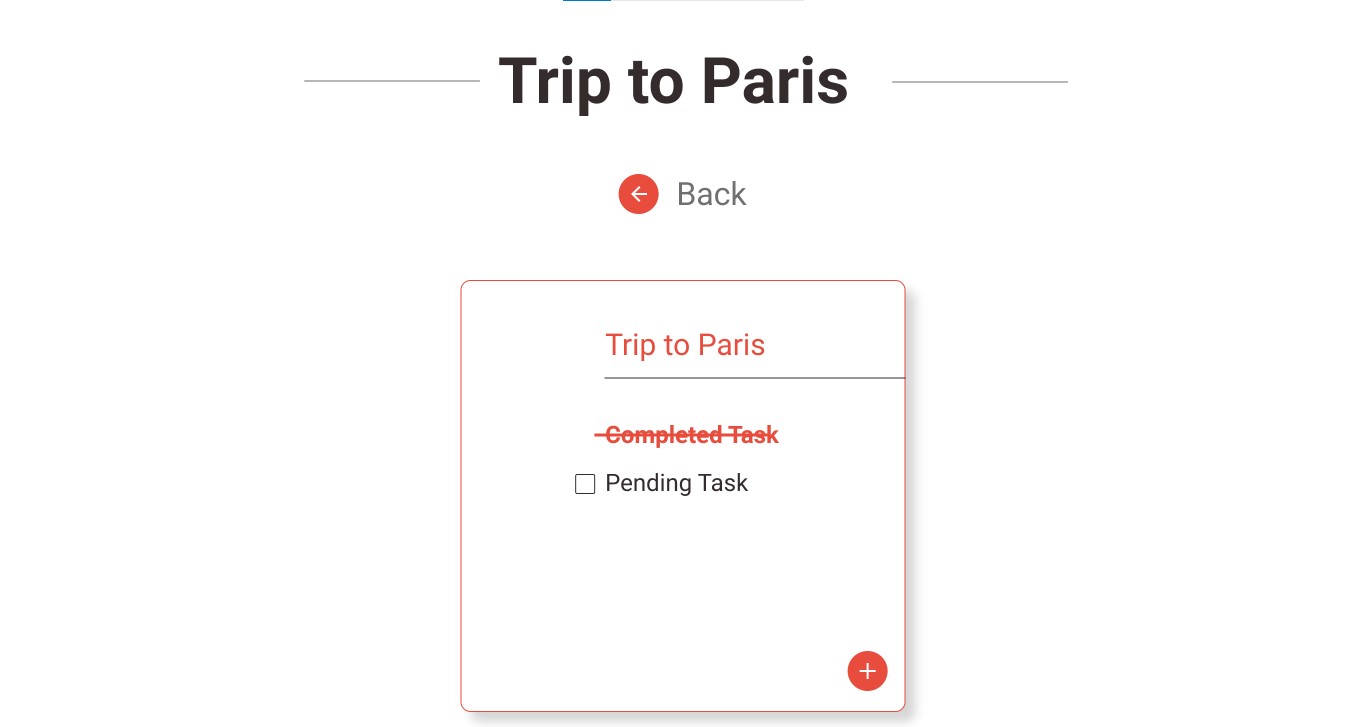 Trip to Paris
Back
Trip to Paris
Completed Task
Pending Task